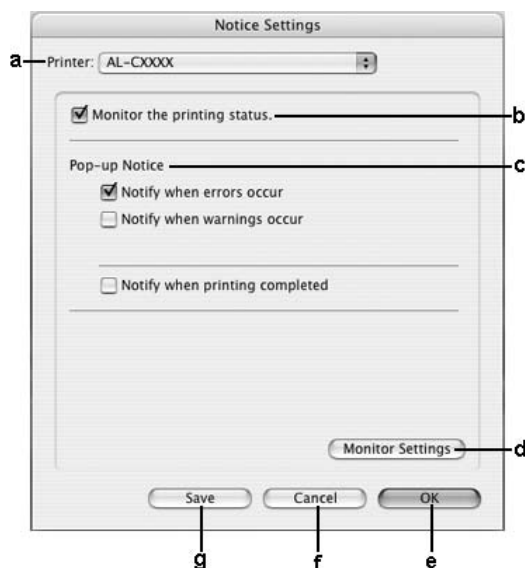 Notice Settings
a Printer: AL-CXXXX
Monitor the printing status. b
Pop-up Notice c
Notify when errors occur
Notify when warnings occur
Notify when printing completed
Monitor Settings d
Save Cancel OK
g f e